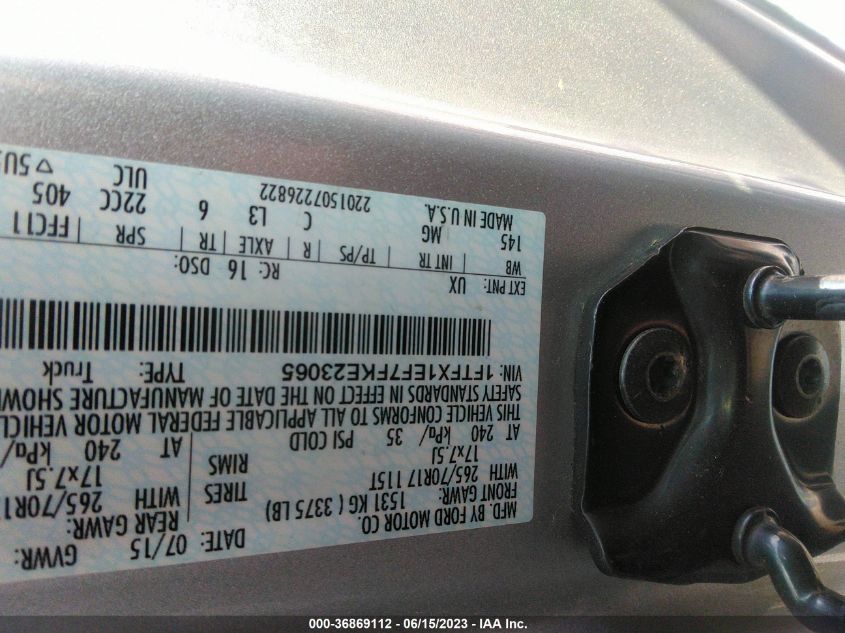 MFD. BY FORD MOTOR CO.
DATE: 07/15 GVWR:
FRONT GAWR: REAR GAWR:
1531 KG ( 3375 LB)
WITH TIRES WITH
265/70R17 115T 265/70R1
17x7.5J RIMS 17x7.5J
AT 240 kPa/ 35 PSI COLD AT 240 kPa/
THIS VEHICLE CONFORMS TO ALL APPLICABLE FEDERAL MOTOR VEHICL
SAFETY STANDARDS IN EFFECT ON THE DATE OF MANUFACTURE SHOWN
VIN: 1FTFX1EF7FKE23065 TYPE: Truck
EXT PNT: UX RC: 16 DSO:
WB INT TR TP/PS R AXLE TR SPR FFC11
145 MG C L3 6 22CC 405
MADE IN U.S.A. ULC
2201507226822
000-36869112 - 06/15/2023 - IAA Inc.